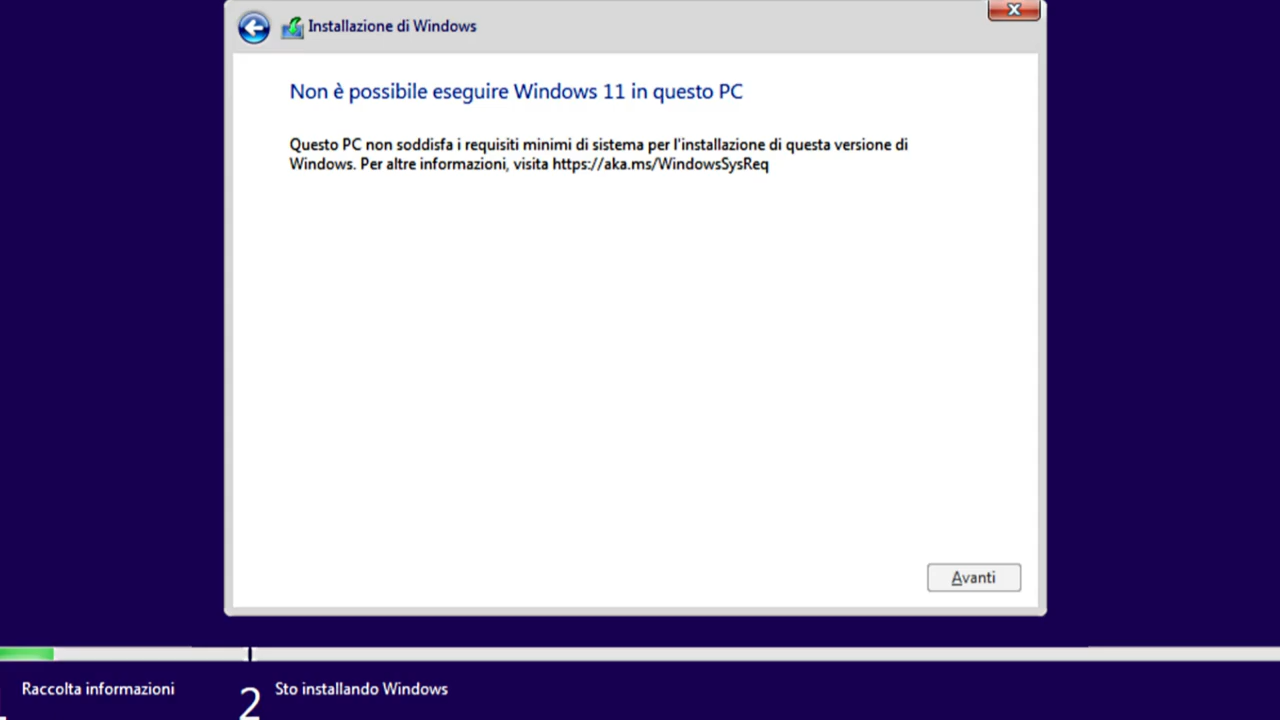 Installazione di Windows
Non è possibile eseguire Windows 11 in questo PC
Questo PC non soddisfa i requisiti minimi di sistema per l'installazione di questa versione di
Windows. Per altre informazioni, visita https://aka.ms/WindowsSysReq
Avanti
Raccolta informazioni
2 Sto installando Windows